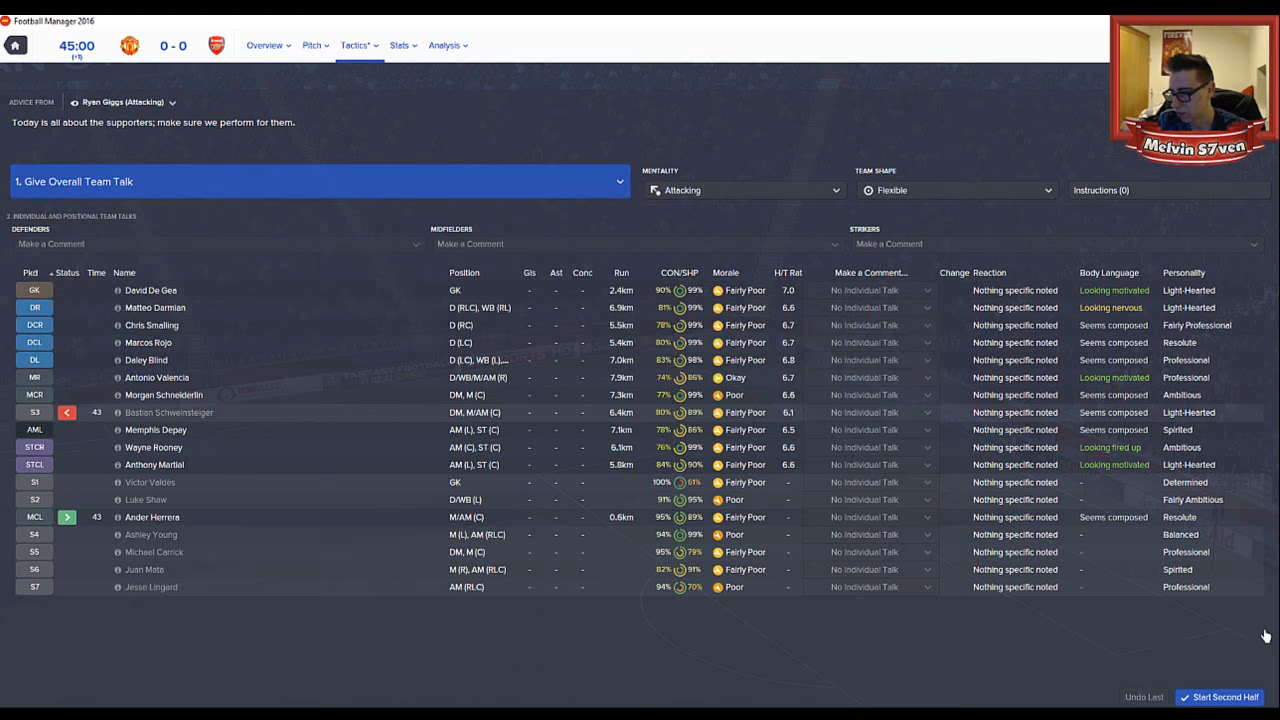 Football Manager 2016
45:00 0 - 0 Overview Pitch Tactics* Stats Analysis
(+1)
FOREVER
Melvin S7ven
ADVICE FROM Ryan Giggs (Attacking)
Today is all about the supporters; make sure we perform for them.
MENTALITY TEAM SHAPE
1. Give Overall Team Talk Attacking Flexible Instructions (0)
2. INDIVIDUAL AND POSITIONAL TEAM TALKS
DEFENDERS MIDFIELDERS STRIKERS
Make a Comment Make a Comment Make a Comment
Pkd Status Time Name Position Gls Ast Conc Run CON/SHP Morale H/T Rat Make a Comment... Change Reaction Body Language Personality
GK David De Gea GK - - - 2.4km 90% 99% Fairly Poor 7.0 No Individual Talk Nothing specific noted Looking motivated Light-Hearted
DR Matteo Darmian D (RLC), WB (RL) - - - 6.9km 81% 99% Fairly Poor 6.6 No Individual Talk Nothing specific noted Looking nervous Light-Hearted
DCR Chris Smalling D (RC) - - - 5.5km 78% 99% Fairly Poor 6.7 No Individual Talk Nothing specific noted Seems composed Fairly Professional
DCL Marcos Rojo D (LC) - - - 5.4km 80% 99% Fairly Poor 6.7 No Individual Talk Nothing specific noted Seems composed Resolute
DL Daley Blind D (LC), WB (L),... - - - 7.0km 83% 98% Fairly Poor 6.8 No Individual Talk Nothing specific noted Seems composed Professional
MR Antonio Valencia D/WB/M/AM (R) - - - 7.9km 74% 86% Okay 6.7 No Individual Talk Nothing specific noted Looking motivated Professional
MCR Morgan Schneiderlin DM, M (C) - - - 7.3km 77% 99% Poor 6.6 No Individual Talk Nothing specific noted Seems composed Ambitious
S3 43 Bastian Schweinsteiger DM, M/AM (C) - - - 6.4km 80% 89% Fairly Poor 6.1 No Individual Talk Nothing specific noted Seems composed Light-Hearted
AML Memphis Depay AM (L), ST (C) - - - 7.1km 78% 86% Fairly Poor 6.5 No Individual Talk Nothing specific noted Seems composed Spirited
STCR Wayne Rooney AM (C), ST (C) - - - 6.1km 76% 99% Fairly Poor 6.6 No Individual Talk Nothing specific noted Looking fired up Ambitious
STCL Anthony Martial AM (L), ST (C) - - - 5.8km 84% 90% Fairly Poor 6.6 No Individual Talk Nothing specific noted Looking motivated Light-Hearted
S1 Víctor Valdés GK - - - 100% 61% Fairly Poor - No Individual Talk Nothing specific noted - Determined
S2 Luke Shaw D/WB (L) - - - 91% 95% Poor - No Individual Talk Nothing specific noted - Fairly Ambitious
MCL 43 Ander Herrera M/AM (C) - - - 0.6km 95% 89% Fairly Poor - No Individual Talk Nothing specific noted Seems composed Resolute
S4 Ashley Young M (L), AM (RLC) - - - 94% 99% Poor - No Individual Talk Nothing specific noted - Balanced
S5 Michael Carrick DM, M (C) - - - 95% 79% Fairly Poor - No Individual Talk Nothing specific noted - Professional
S6 Juan Mata M (R), AM (RLC) - - - 82% 91% Fairly Poor - No Individual Talk Nothing specific noted - Spirited
S7 Jesse Lingard AM (RLC) - - - 94% 70% Poor - No Individual Talk Nothing specific noted - Professional
Undo Last Start Second Half